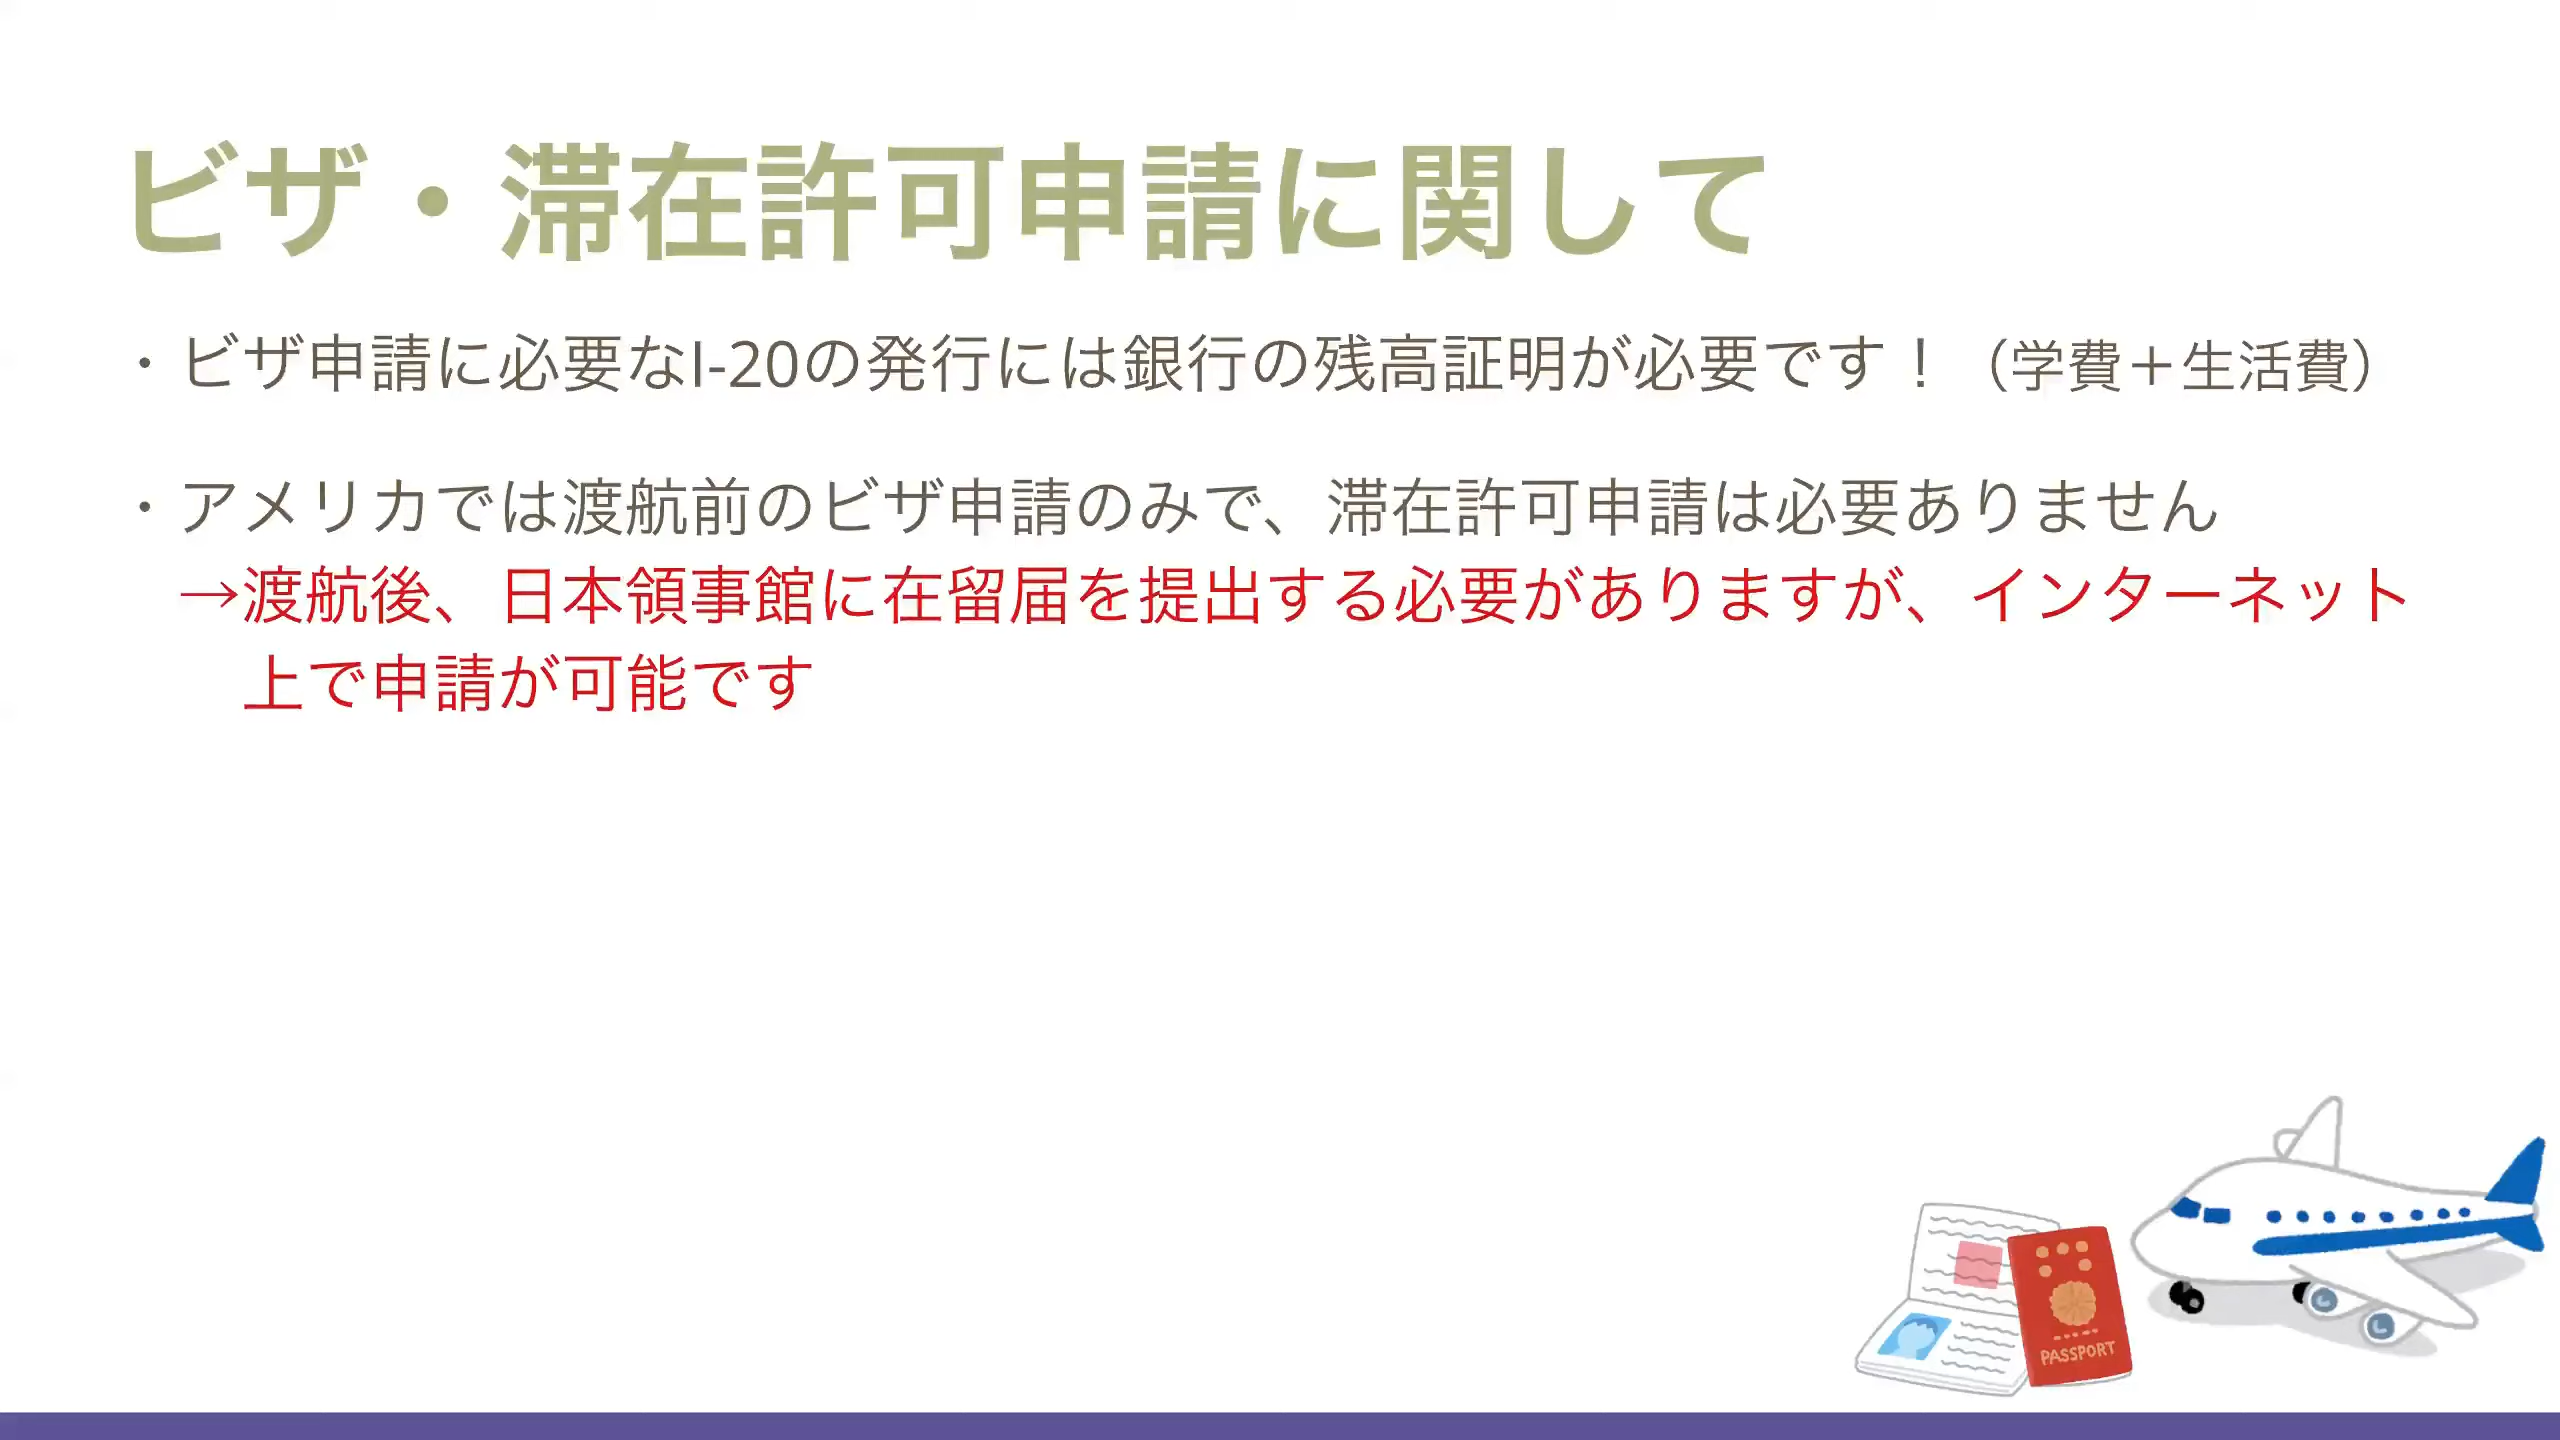 ビザ・滞在許可申請に関して
・ビザ申請に必要なI-20の発行には銀行の残高証明が必要です！（学費＋生活費）
・アメリカでは渡航前のビザ申請のみで、滞在許可申請は必要ありません
→渡航後、日本領事館に在留届を提出する必要がありますが、インターネット
上で申請が可能です
PASSPORT